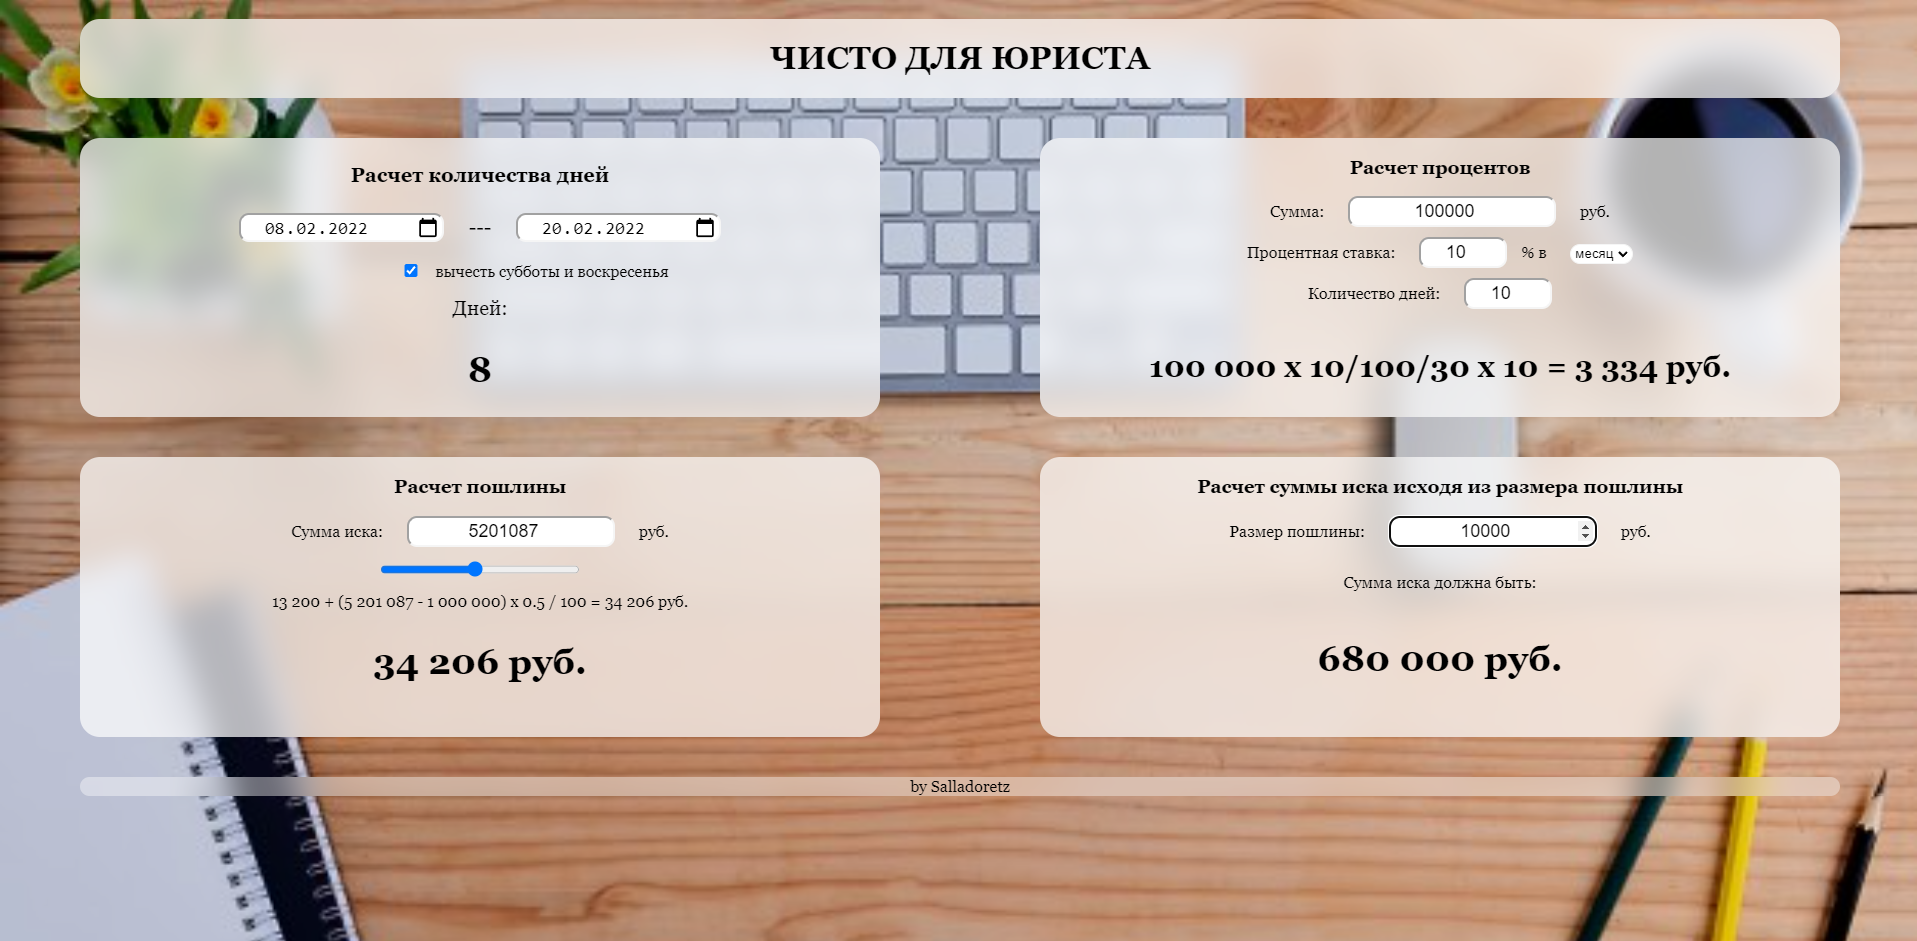 ЧИСТО ДЛЯ ЮРИСТА
Расчет количества дней
08.02.2022 --- 20.02.2022
вычесть субботы и воскресенья
Дней:
8
Расчет процентов
Сумма: 100000 руб.
Процентная ставка: 10 % в месяц
Количество дней: 10
100 000 x 10/100/30 x 10 = 3 334 руб.
Расчет пошлины
Сумма иска: 5201087 руб.
13 200 + (5 201 087 - 1 000 000) x 0.5 / 100 = 34 206 руб.
34 206 руб.
Расчет суммы иска исходя из размера пошлины
Размер пошлины: 10000 руб.
Сумма иска должна быть:
680 000 руб.
by Salladoretz